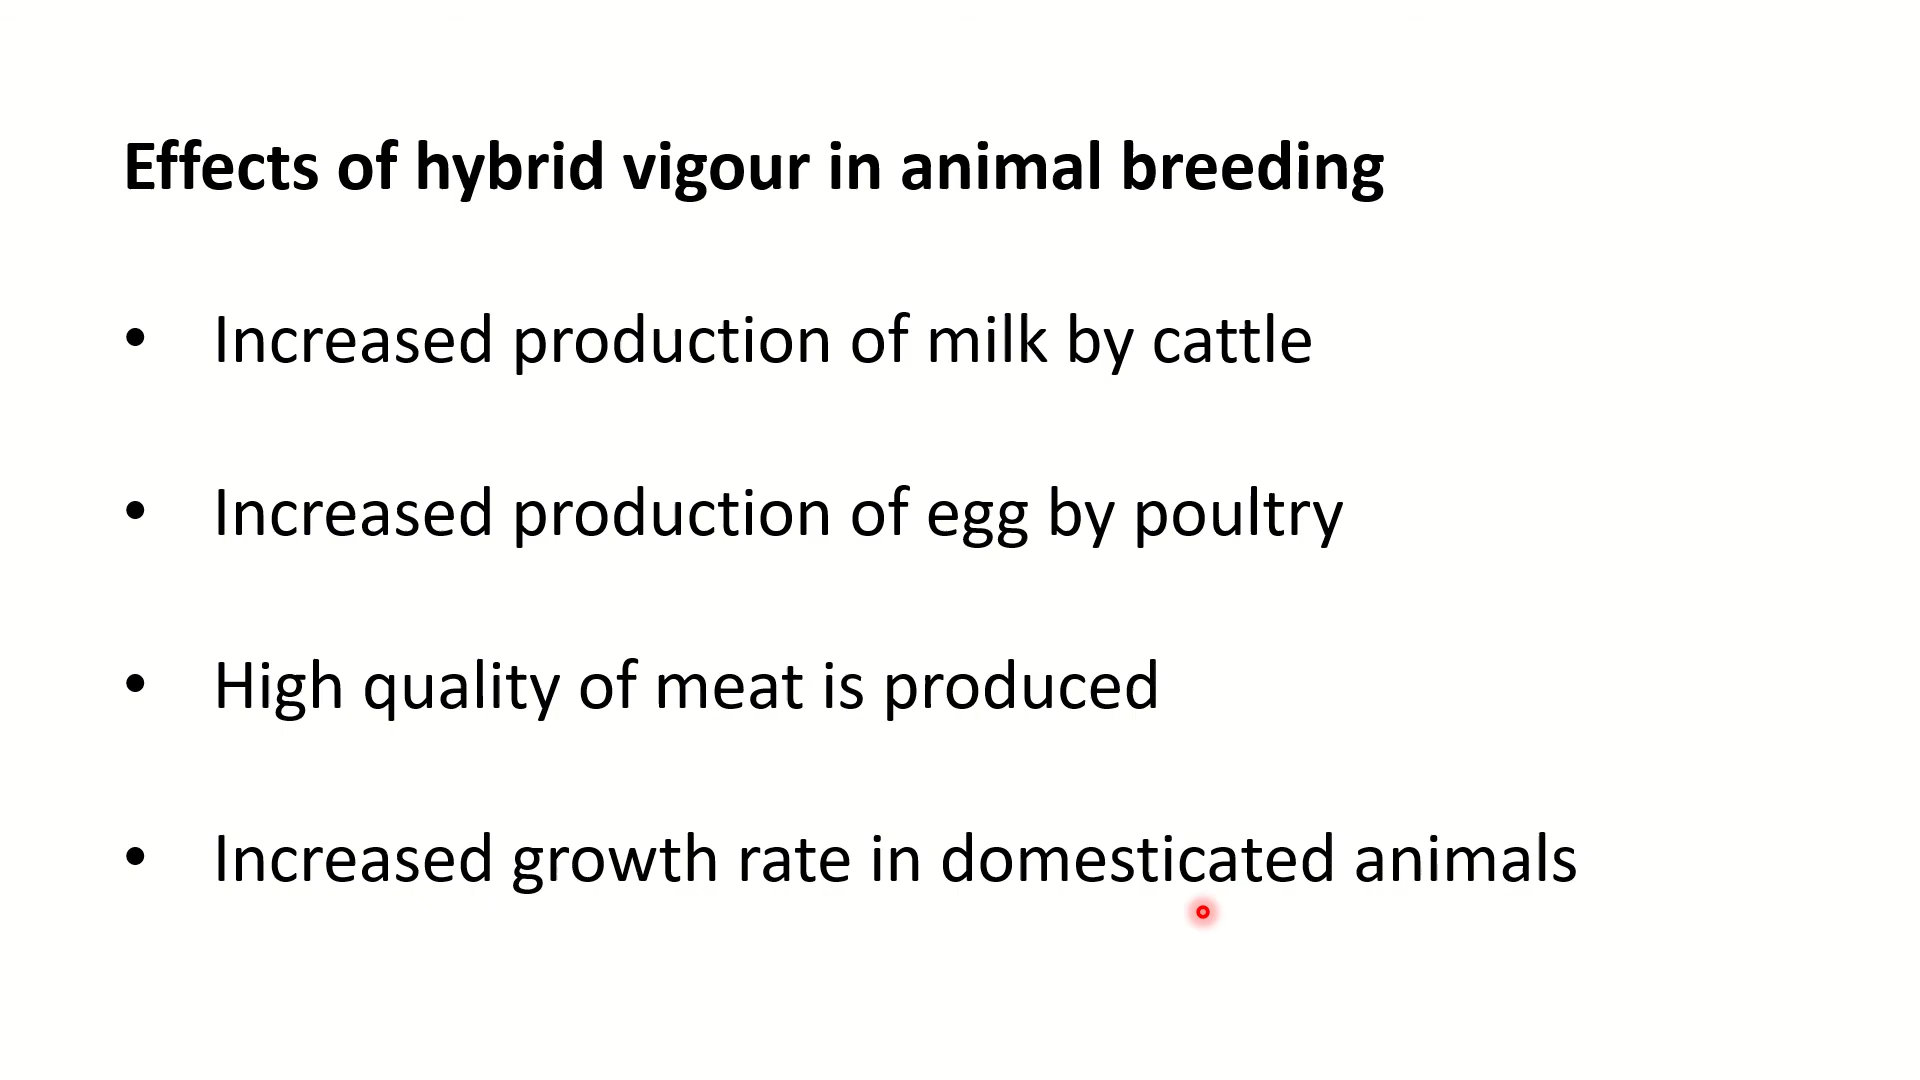 Effects of hybrid vigour in animal breeding
• Increased production of milk by cattle
• Increased production of egg by poultry
• High quality of meat is produced
• Increased growth rate in domesticated animals